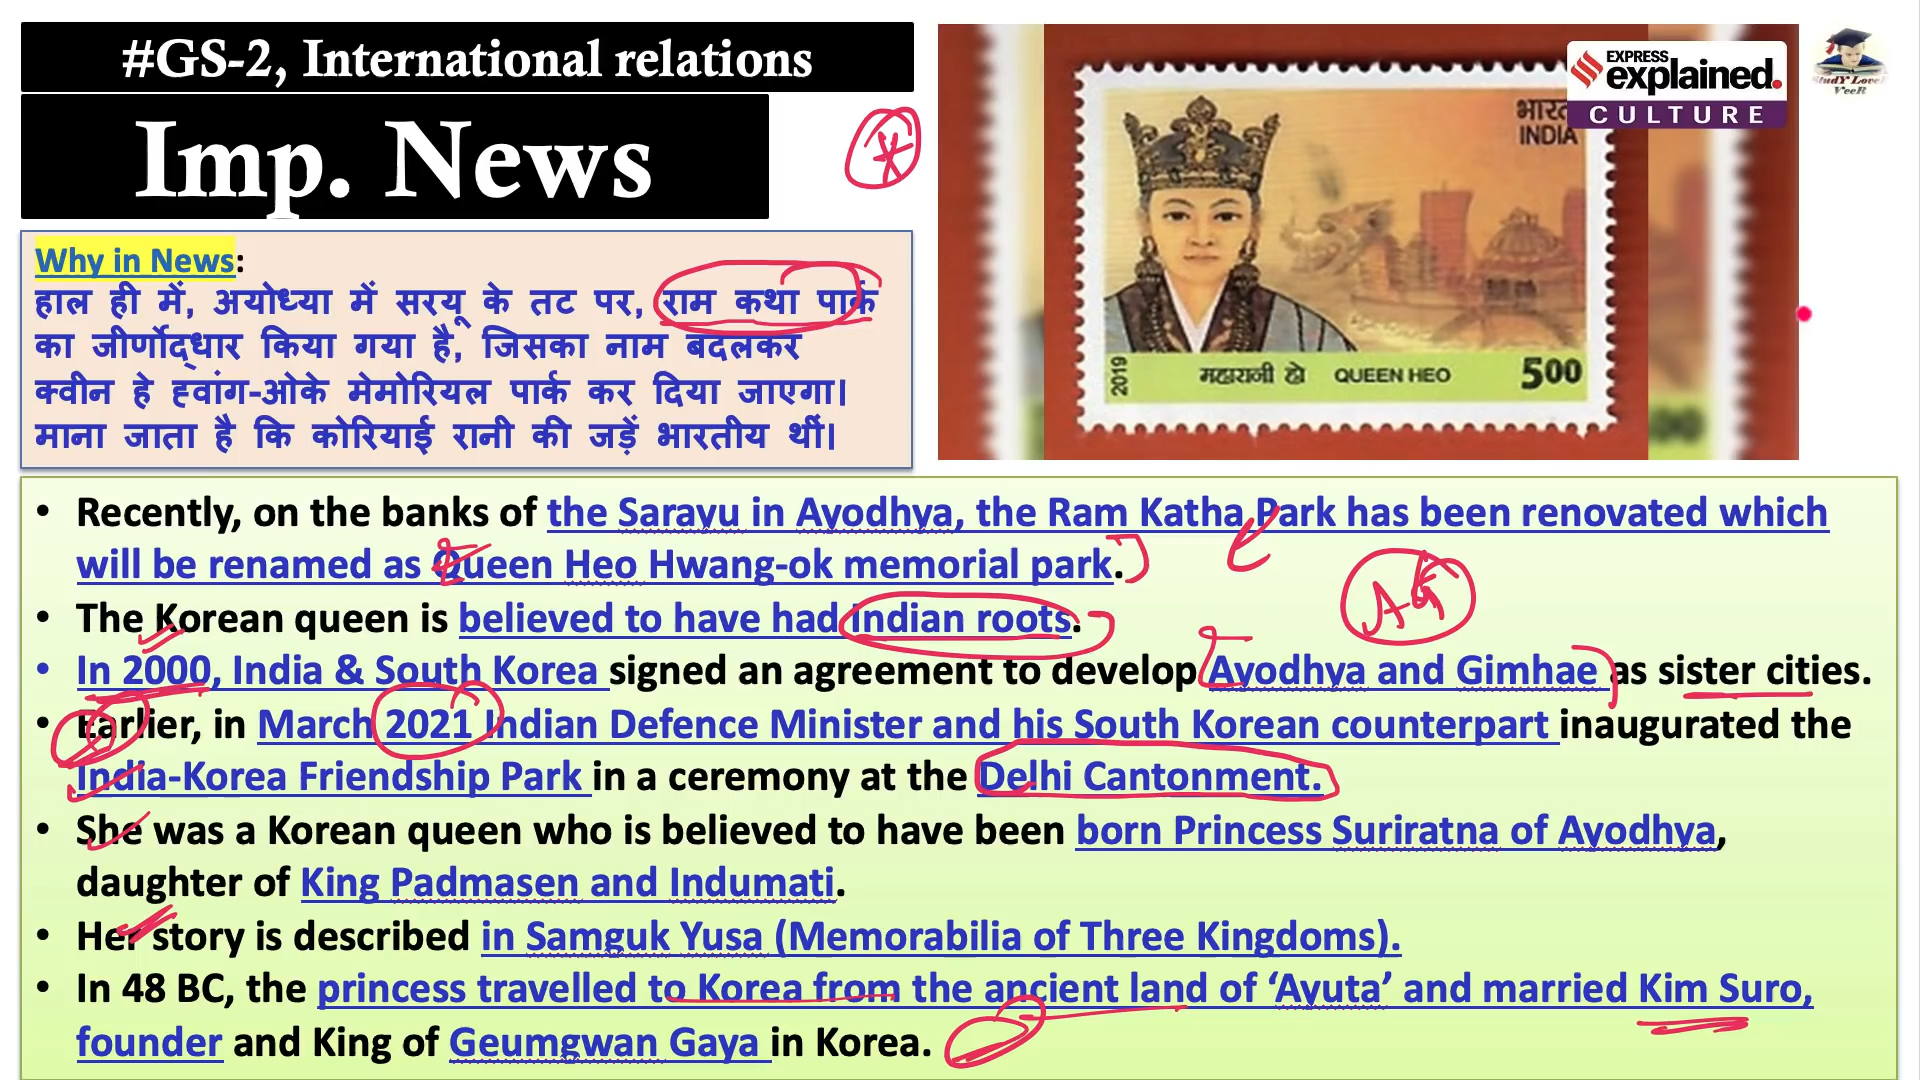 #GS-2, International relations
Imp. News
Why in News:
हाल ही में, अयोध्या में सरयू के तट पर, राम कथा पार्क
का जीर्णोद्धार किया गया है, जिसका नाम बदलकर
क्वीन हे ह्वांग-ओके मेमोरियल पार्क कर दिया जाएगा।
माना जाता है कि कोरियाई रानी की जड़ें भारतीय थीं।
EXPRESS
explained.
CULTURE
StudY LoveR
VeeR
INDIA
2019
महारानी हो QUEEN HEO 500
• Recently, on the banks of the Sarayu in Ayodhya, the Ram Katha Park has been renovated which
will be renamed as Queen Heo Hwang-ok memorial park.
• The Korean queen is believed to have had Indian roots.
• In 2000, India & South Korea signed an agreement to develop Ayodhya and Gimhae as sister cities.
• Earlier, in March 2021 Indian Defence Minister and his South Korean counterpart inaugurated the
India-Korea Friendship Park in a ceremony at the Delhi Cantonment.
• She was a Korean queen who is believed to have been born Princess Suriratna of Ayodhya,
daughter of King Padmasen and Indumati.
• Her story is described in Samguk Yusa (Memorabilia of Three Kingdoms).
• In 48 BC, the princess travelled to Korea from the ancient land of ‘Ayuta’ and married Kim Suro,
founder and King of Geumgwan Gaya in Korea.